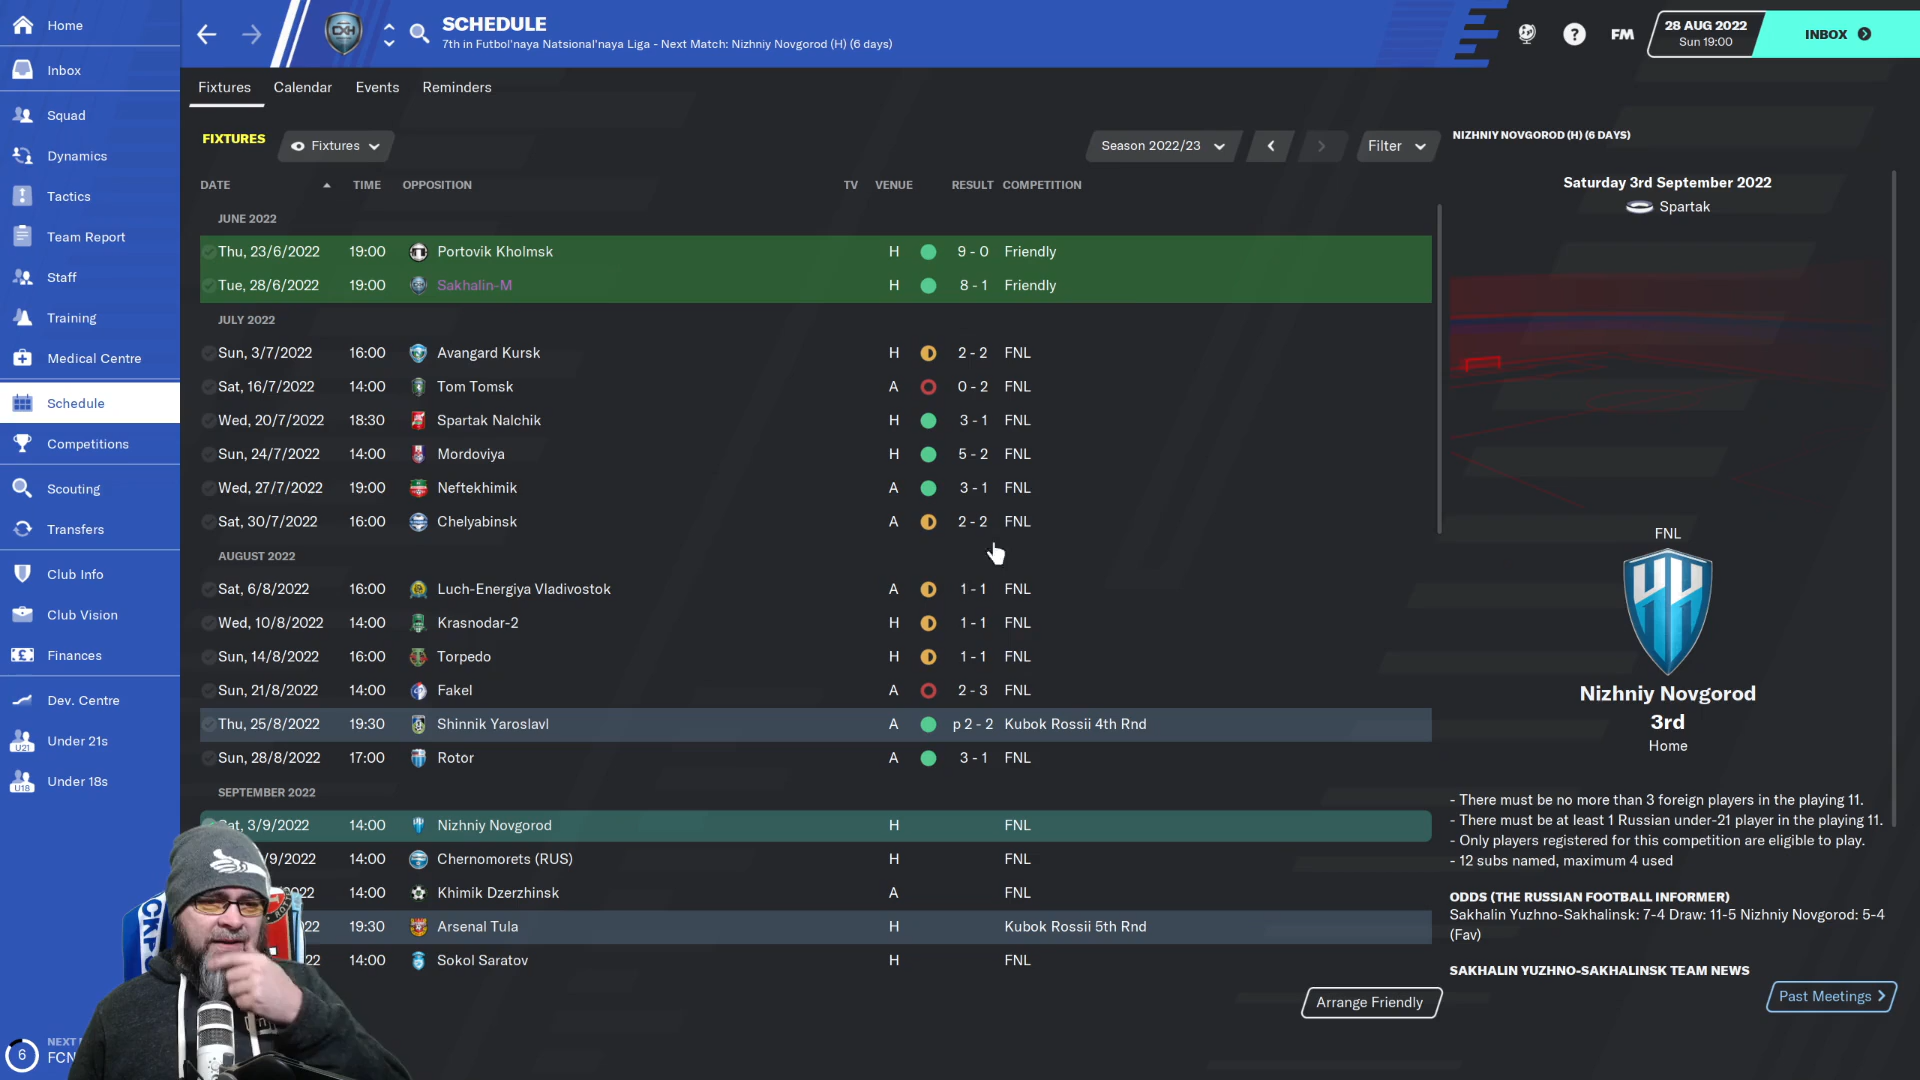 Home
Inbox
Squad
Dynamics
Tactics
Team Report
Staff
Training
Medical Centre
Schedule
Competitions
Scouting
Transfers
Club Info
Club Vision
Finances
Dev. Centre
U21 Under 21s
U18 Under 18s
6
SCHEDULE
7th in Futbol'naya Natsional'naya Liga - Next Match: Nizhniy Novgorod (H) (6 days)
? FM 28 AUG 2022
Sun 19:00
INBOX
Fixtures Calendar Events Reminders
FIXTURES Fixtures Season 2022/23 Filter
DATE TIME OPPOSITION TV VENUE RESULT COMPETITION
JUNE 2022
Thu, 23/6/2022 19:00 Portovik Kholmsk H 9 - 0 Friendly
Tue, 28/6/2022 19:00 Sakhalin-M H 8 - 1 Friendly
JULY 2022
Sun, 3/7/2022 16:00 Avangard Kursk H 2 - 2 FNL
Sat, 16/7/2022 14:00 Tom Tomsk A 0 - 2 FNL
Wed, 20/7/2022 18:30 Spartak Nalchik H 3 - 1 FNL
Sun, 24/7/2022 14:00 Mordoviya H 5 - 2 FNL
Wed, 27/7/2022 19:00 Neftekhimik A 3 - 1 FNL
Sat, 30/7/2022 16:00 Chelyabinsk A 2 - 2 FNL
AUGUST 2022
Sat, 6/8/2022 16:00 Luch-Energiya Vladivostok A 1 - 1 FNL
Wed, 10/8/2022 14:00 Krasnodar-2 H 1 - 1 FNL
Sun, 14/8/2022 16:00 Torpedo H 1 - 1 FNL
Sun, 21/8/2022 14:00 Fakel A 2 - 3 FNL
Thu, 25/8/2022 19:30 Shinnik Yaroslavl A p 2 - 2 Kubok Rossii 4th Rnd
Sun, 28/8/2022 17:00 Rotor A 3 - 1 FNL
SEPTEMBER 2022
Sat, 3/9/2022 14:00 Nizhniy Novgorod H FNL
/9/2022 14:00 Chernomorets (RUS) H FNL
2022 14:00 Khimik Dzerzhinsk A FNL
022 19:30 Arsenal Tula H Kubok Rossii 5th Rnd
22 14:00 Sokol Saratov H FNL
Arrange Friendly
NIZHNIY NOVGOROD (H) (6 DAYS)
Saturday 3rd September 2022
Spartak
FNL
Nizhniy Novgorod
3rd
Home
- There must be no more than 3 foreign players in the playing 11.
- There must be at least 1 Russian under-21 player in the playing 11.
- Only players registered for this competition are eligible to play.
- 12 subs named, maximum 4 used
ODDS (THE RUSSIAN FOOTBALL INFORMER)
Sakhalin Yuzhno-Sakhalinsk: 7-4 Draw: 11-5 Nizhniy Novgorod: 5-4
(Fav)
SAKHALIN YUZHNO-SAKHALINSK TEAM NEWS
Past Meetings